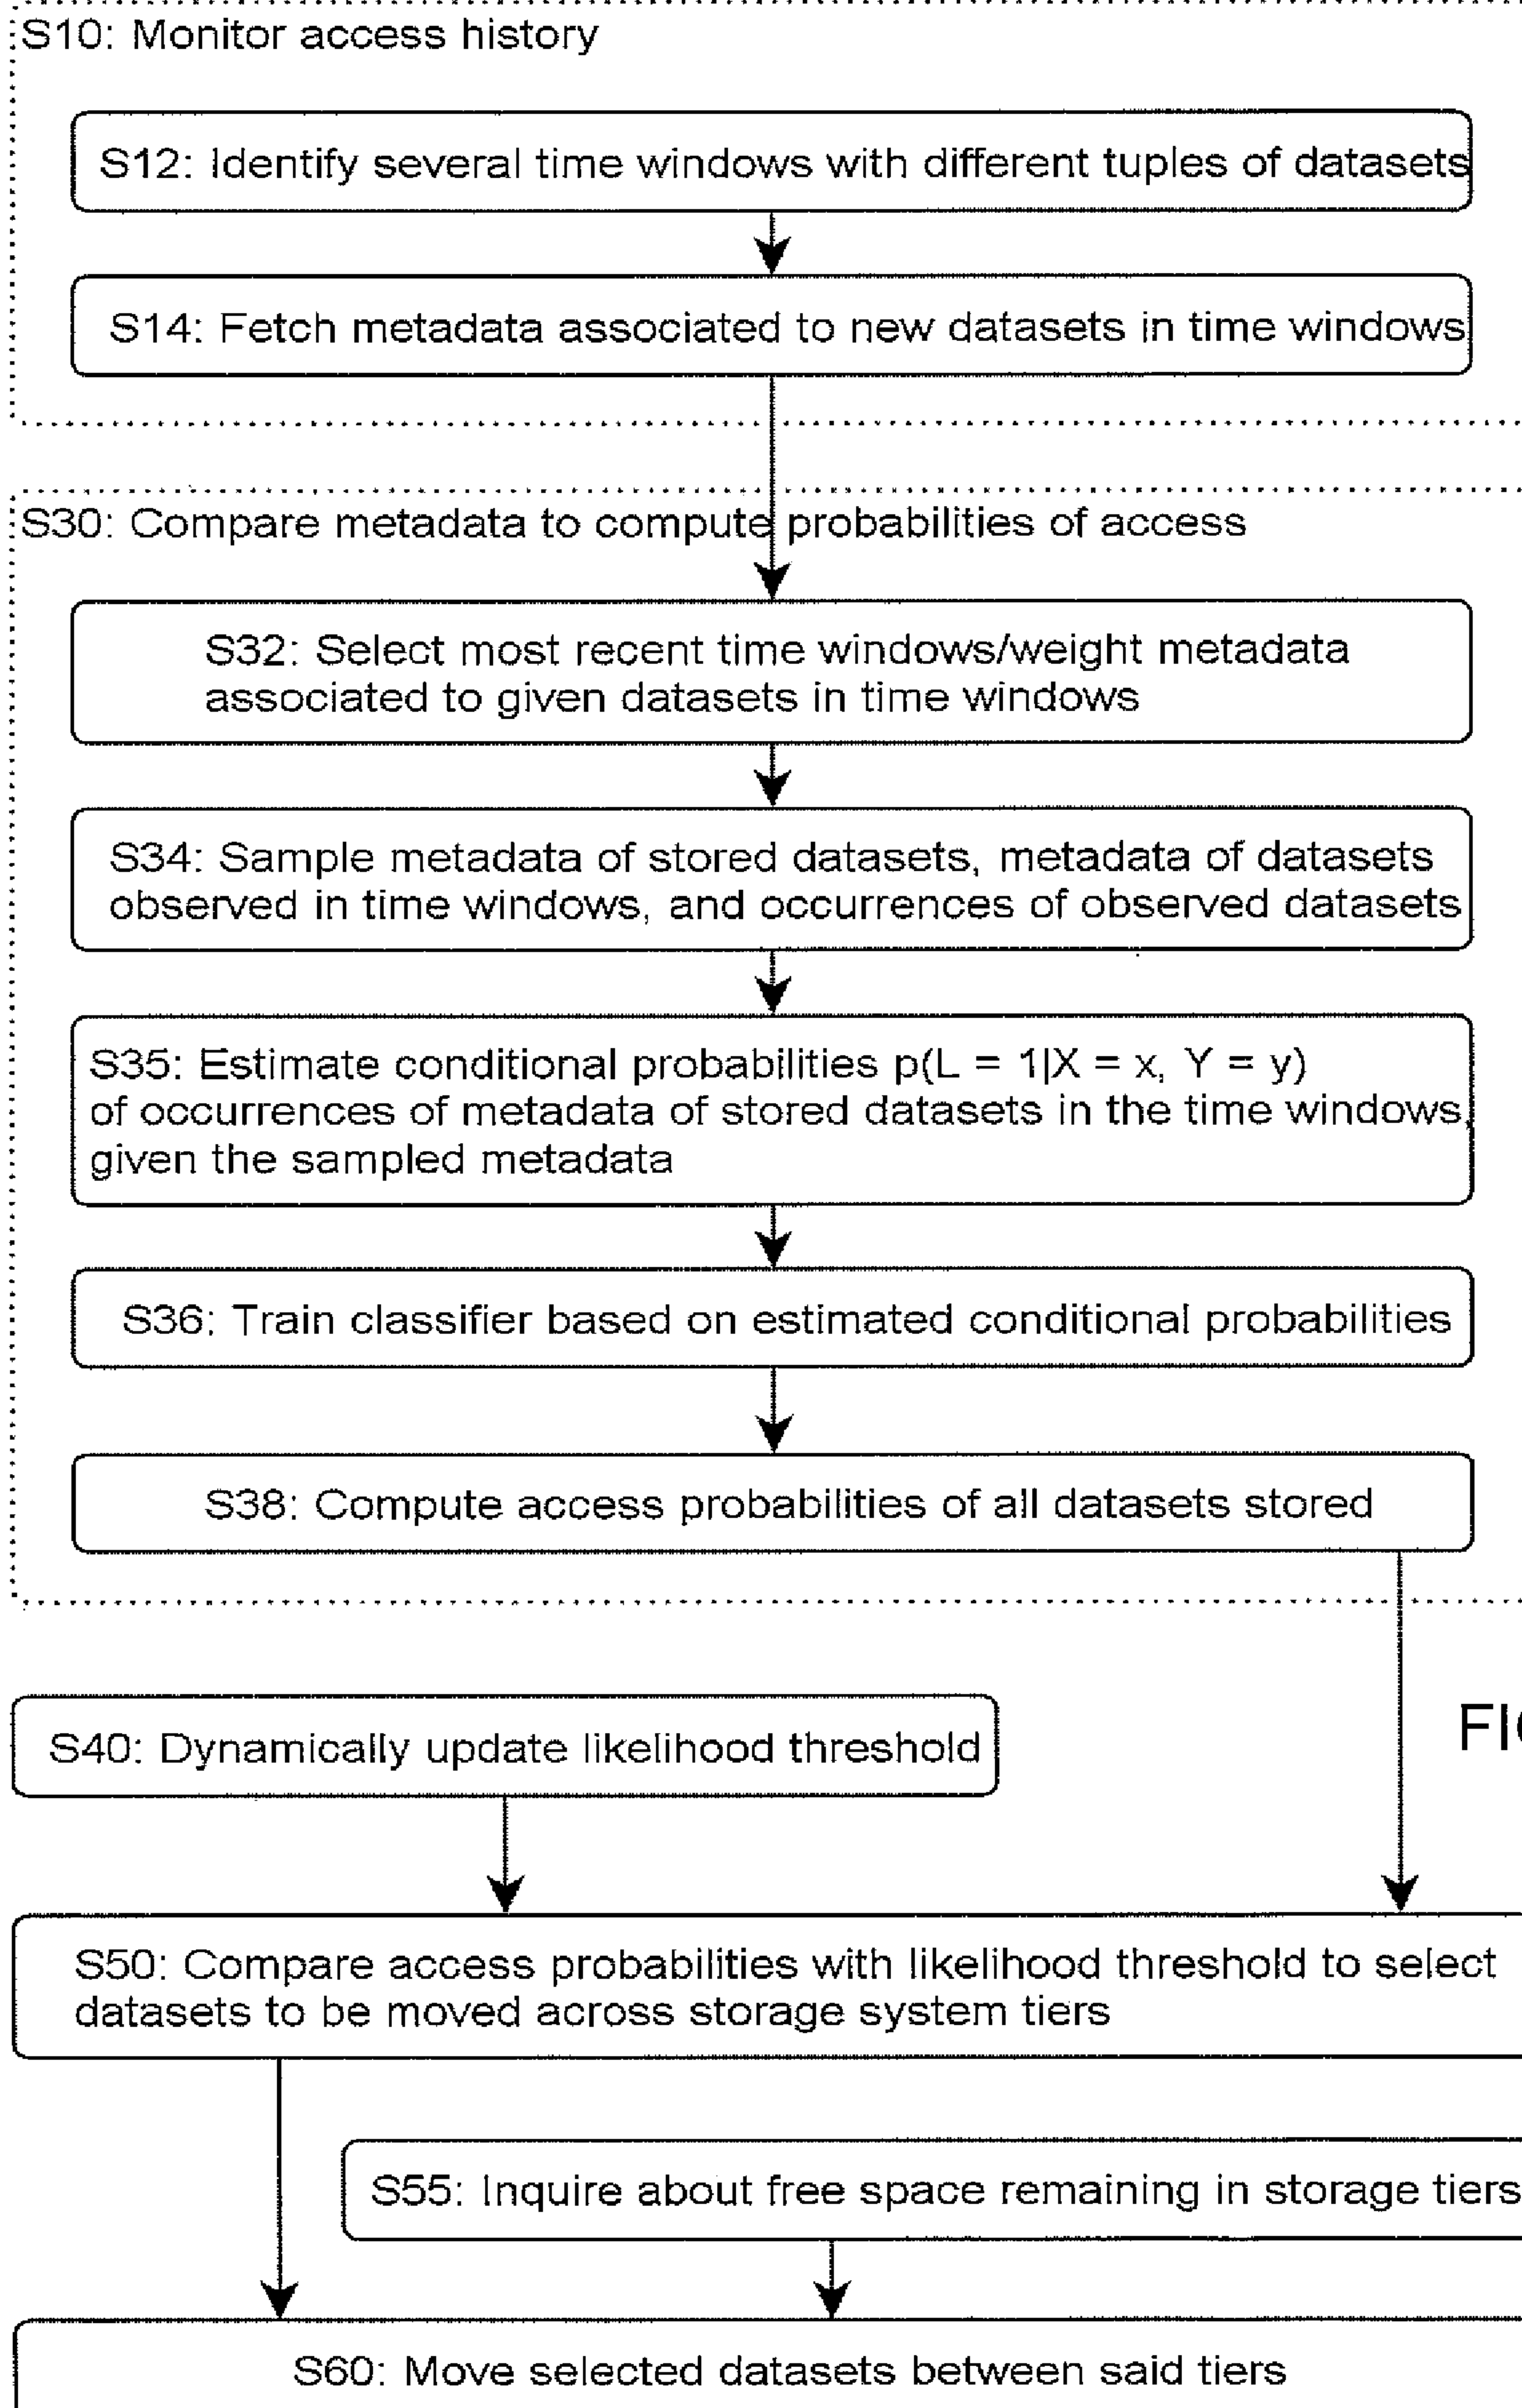 S10: Monitor access history
S12: Identify several time windows with different tuples of datasets
S14: Fetch metadata associated to new datasets in time windows
S30: Compare metadata to compute probabilities of access
S32: Select most recent time windows/weight metadata
associated to given datasets in time windows
S34: Sample metadata of stored datasets, metadata of datasets
observed in time windows, and occurrences of observed datasets
S35: Estimate conditional probabilities p(L = 1|X = x, Y = y)
of occurrences of metadata of stored datasets in the time windows,
given the sampled metadata
S36: Train classifier based on estimated conditional probabilities
S38: Compute access probabilities of all datasets stored
S40: Dynamically update likelihood threshold
S50: Compare access probabilities with likelihood threshold to select
datasets to be moved across storage system tiers
S55: Inquire about free space remaining in storage tiers
S60: Move selected datasets between said tiers